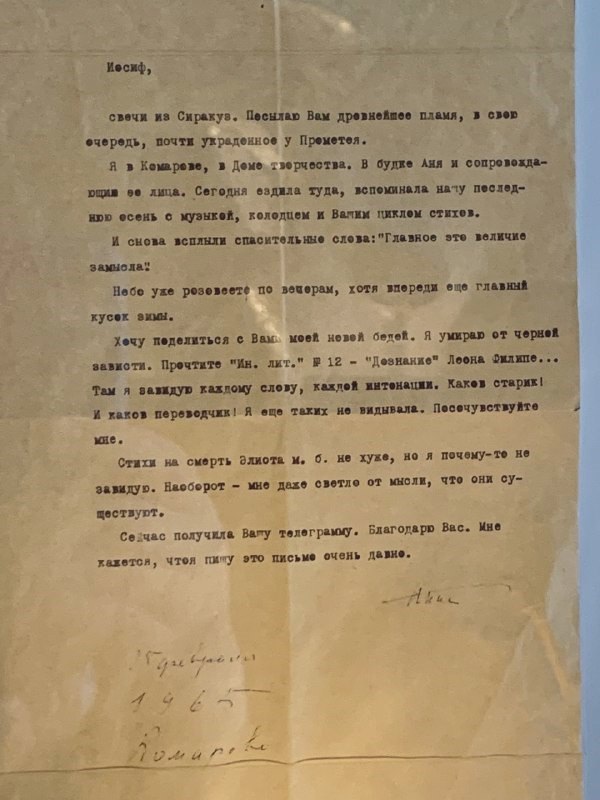 Иосиф,
свечи из Сиракуз. Посылаю Вам древнейшее пламя, в свою
очередь, почти украденное у Прометея.
Я в Комарове, в Доме творчества. В будке Аня и сопровожда-
ющие ее лица. Сегодня ездила туда, вспоминала нашу послед-
нюю осень с музыкой, колодцем и Вашим циклом стихов.
И снова всплыли спасительные слова:"Главное это величие
замысла".
Небо уже розовеет по вечерам, хотя впереди еще главный
кусок зимы.
Хочу поделиться с Вами моей новой бедой. Я умираю от черной
зависти. Прочтите "Ин. лит." № 12 - "Дознание" Леона Филипе...
Там я завидую каждому слову, каждой интонации. Каков старик!
И каков переводчик! Я еще таких не видывала. Посочувствуйте
мне.
Стихи на смерть Элиота м. б. не хуже, но я почему-то не
завидую. Наоборот - мне даже светло от мысли, что они су-
ществуют.
Сейчас получила Вашу телеграмму. Благодарю Вас. Мне
кажется, чтоя пишу это письмо очень давно.
Анна
15 февраля
1965
Комарово